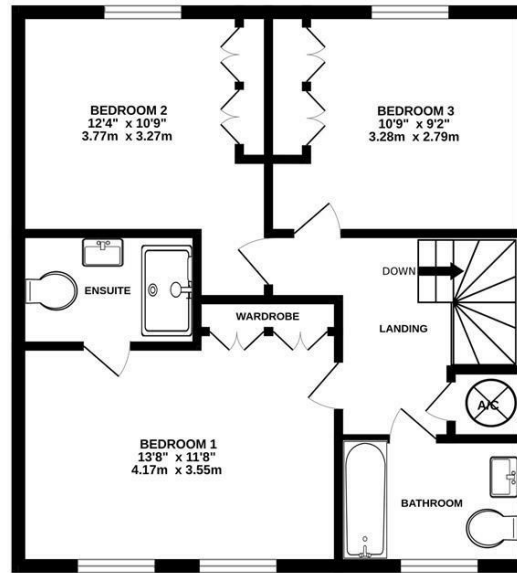 BEDROOM 2
12'4" x 10'9"
3.77m x 3.27m
BEDROOM 3
10'9" x 9'2"
3.28m x 2.79m
ENSUITE
DOWN
WARDROBE
LANDING
A/C
BEDROOM 1
13'8" x 11'8"
4.17m x 3.55m
BATHROOM